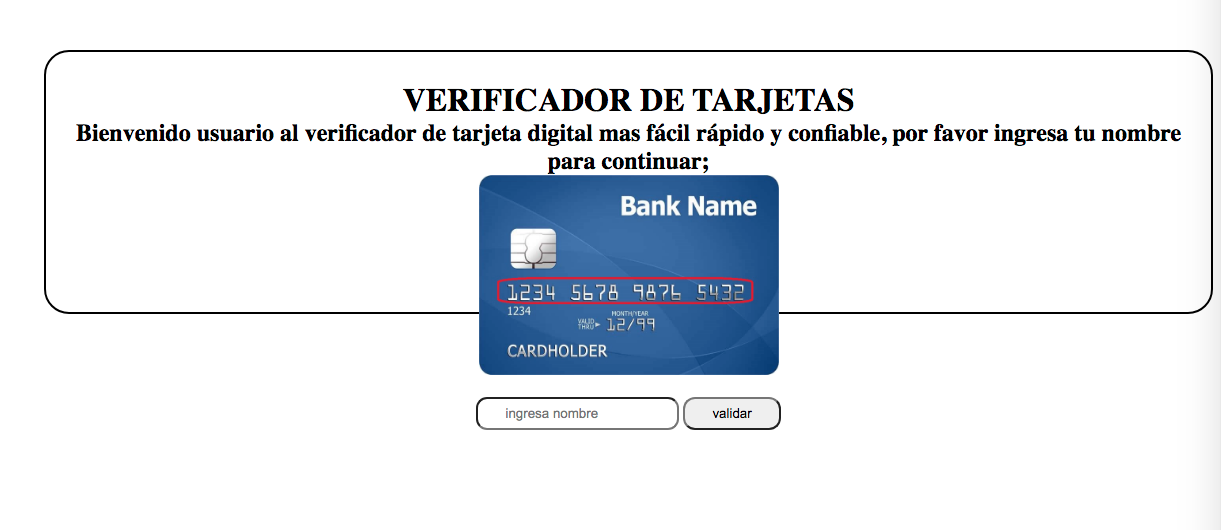 VERIFICADOR DE TARJETAS
Bienvenido usuario al verificador de tarjeta digital mas fácil rápido y confiable, por favor ingresa tu nombre
para continuar;
Bank Name
1234 5678 9876 5432
1234
MONTH/YEAR
VALID THRU 12/99
CARDHOLDER
ingresa nombre
validar